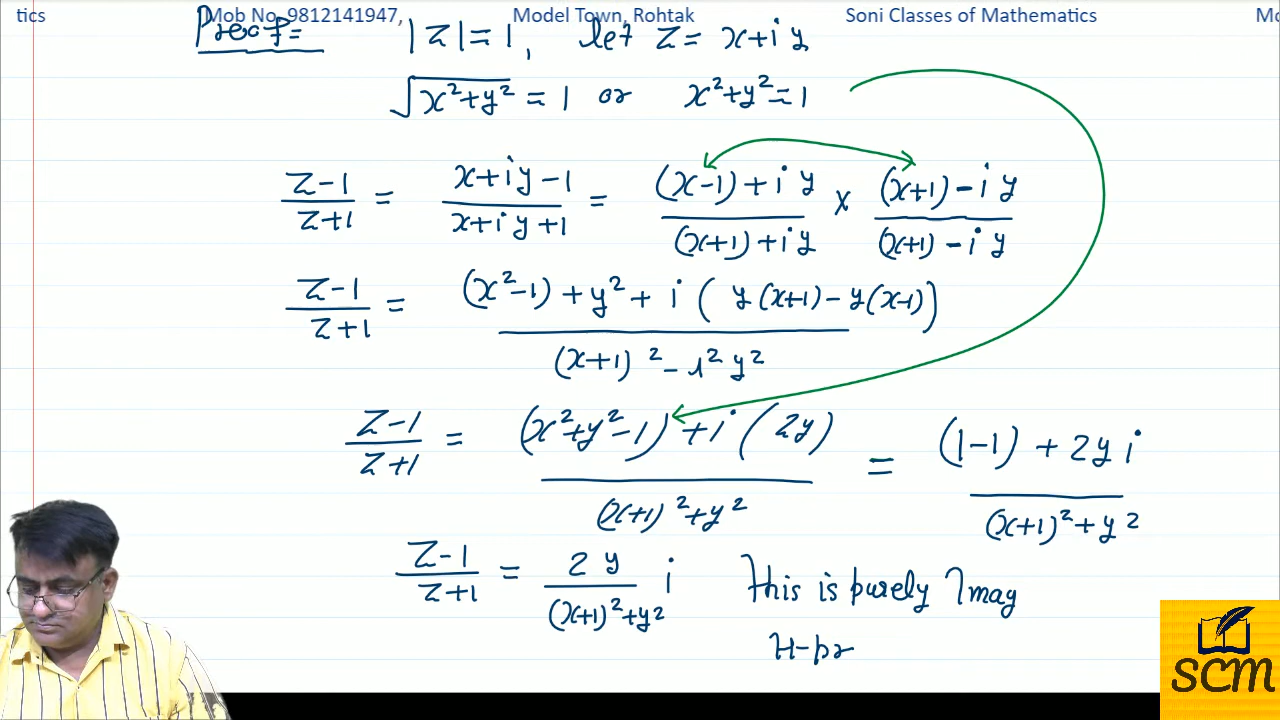 tics Mob No. 9812141947, Model Town, Rohtak Soni Classes of Mathematics Mo
Proof= |Z|=1, let Z= x+iy
√(x²+y²) = 1 or x²+y²=1
(Z-1)/(Z+1) = (x+iy-1)/(x+iy+1) = ((x-1)+iy)/((x+1)+iy) × ((x+1)-iy)/((x+1)-iy)
(Z-1)/(Z+1) = ((x²-1)+y²+i(y(x+1)-y(x-1)))/((x+1)²-i²y²)
(Z-1)/(Z+1) = ((x²+y²-1)+i(2y))/((x+1)²+y²) = ((1-1)+2yi)/((x+1)²+y²)
(Z-1)/(Z+1) = 2y/((x+1)²+y²) i This is purely Imag
H-pr
SCM